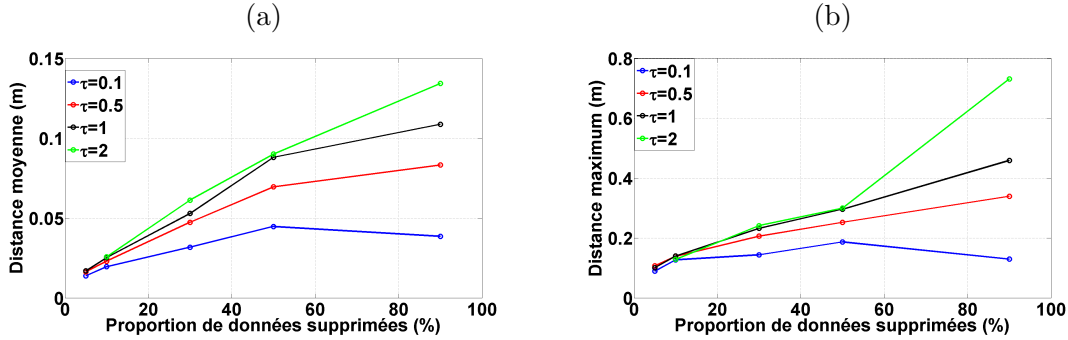 (a)
Distance moyenne (m)
0.15
0.1
0.05
0
τ=0.1
τ=0.5
τ=1
τ=2
0 20 40 60 80 100
Proportion de données supprimées (%)
(b)
Distance maximum (m)
0.8
0.6
0.4
0.2
0
τ=0.1
τ=0.5
τ=1
τ=2
0 20 40 60 80 100
Proportion de données supprimées (%)